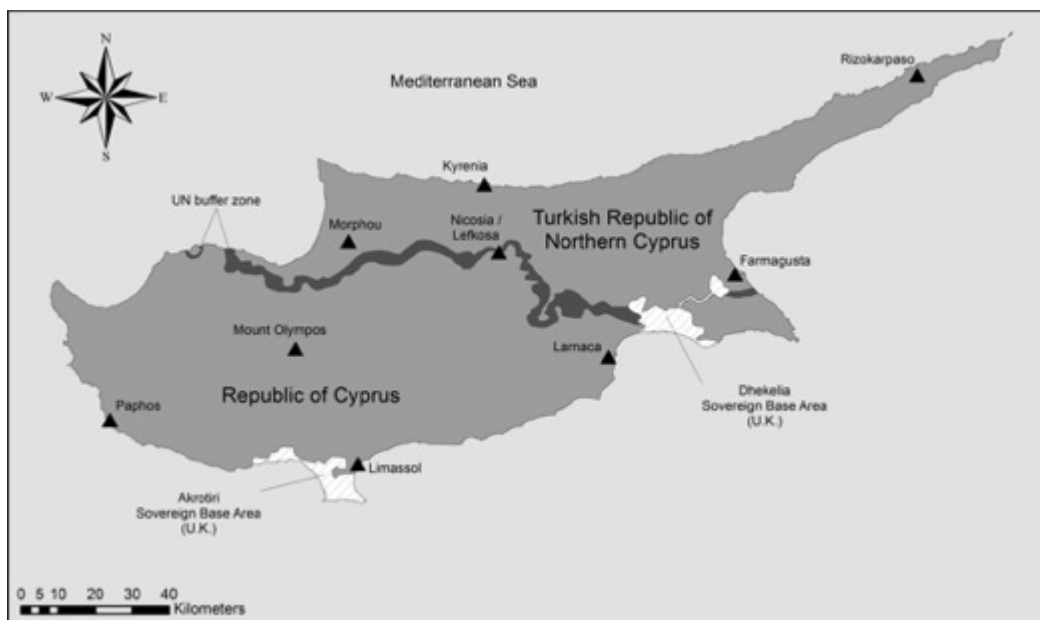 N
W
E
S
Mediterranean Sea
Rizokarpaso
Kyrenia
UN buffer zone
Morphou
Nicosia /
Lefkosa
Turkish Republic of
Northern Cyprus
Farmagusta
Mount Olympos
Larnaca
Republic of Cyprus
Dhekelia
Sovereign Base Area
(U.K.)
Paphos
Limassol
Akrotiri
Sovereign Base Area
(U.K.)
0 5 10 20 30 40
Kilometers